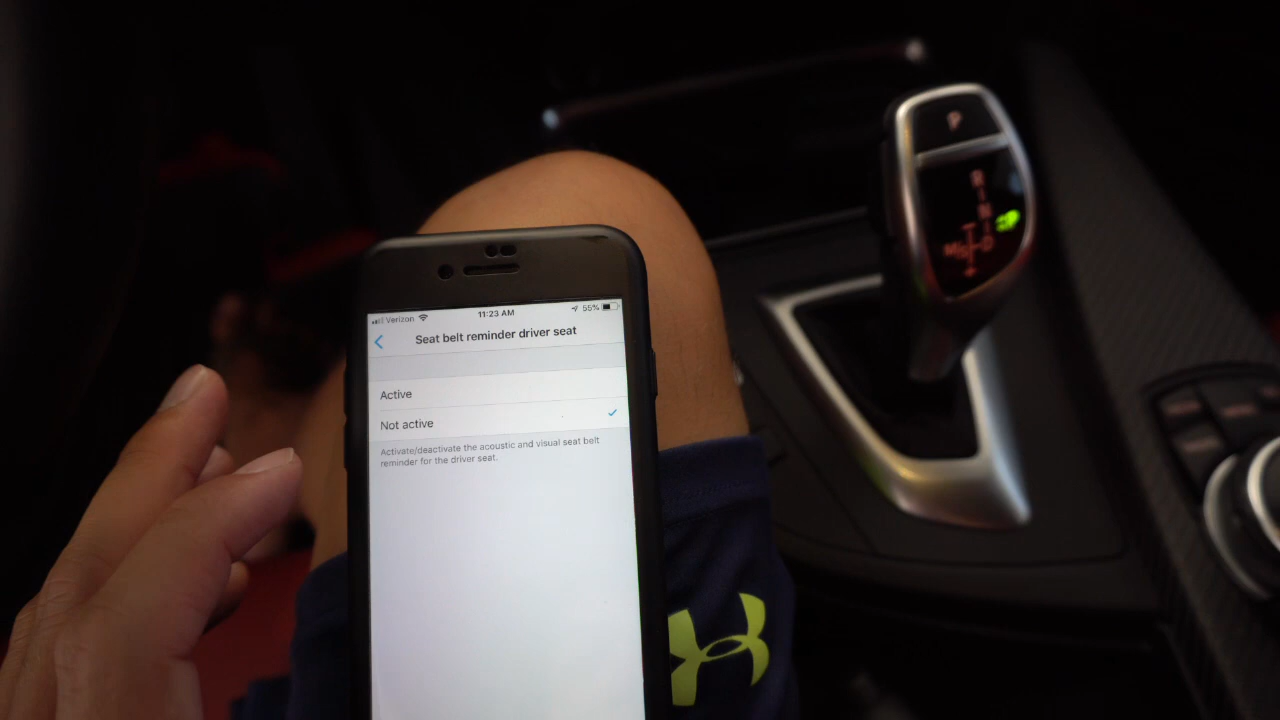 Verizon 11:23 AM 55%
Seat belt reminder driver seat
Active
Not active
Activate/deactivate the acoustic and visual seat belt
reminder for the driver seat.
P
R
N
M/S D